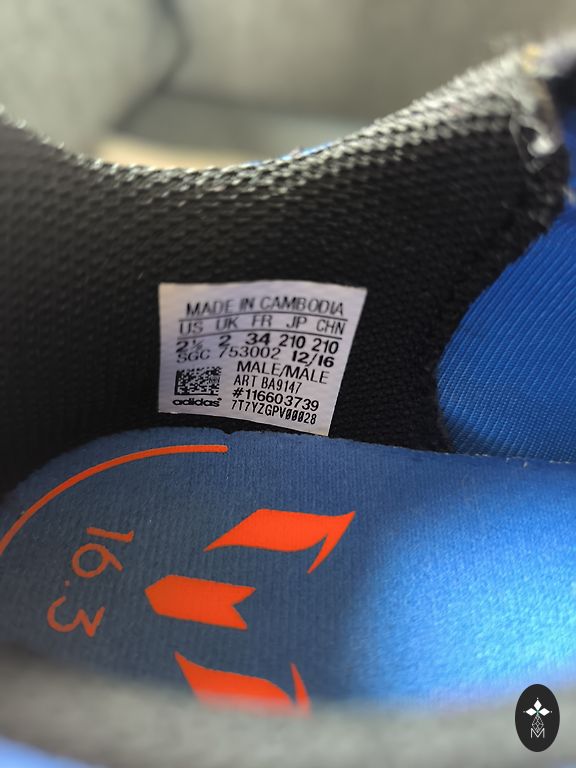 MADE IN CAMBODIA
US UK FR JP CHN
2½ 2 34 210 210
SGC 753002 12/16
MALE/MALE
ART BA9147
#116603739
adidas 7T7YZGPV00028
16.3
M